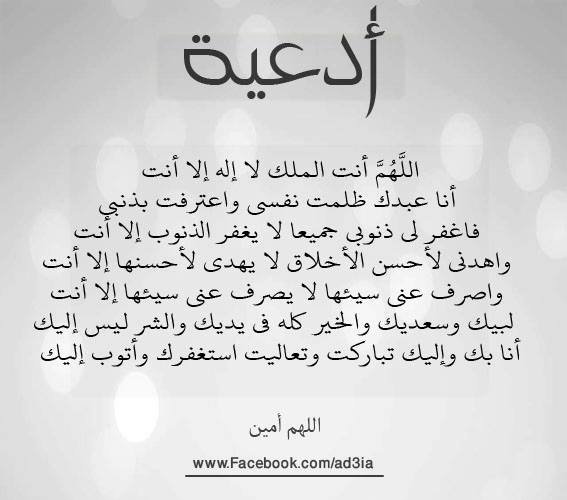 أدعية
اللَّهُمَّ أنت الملك لا إله إلا أنت
أنا عبدك ظلمت نفسى واعترفت بذنبي
فاغفر لى ذنوبى جميعا لا يغفر الذنوب إلا أنت
واهدنى لأحسن الأخلاق لا يهدى لأحسنها إلا أنت
واصرف عنى سيئها لا يصرف عنى سيئها إلا أنت
لبيك وسعديك والخير كله فى يديك والشر ليس إليك
أنا بك وإليك تباركت وتعاليت استغفرك وأتوب إليك
اللهم أمين
www.Facebook.com/ad3ia